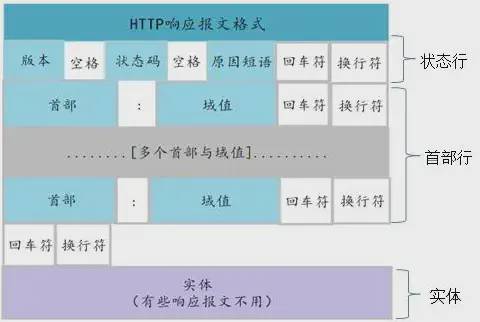 HTTP响应报文格式
版本 空格 状态码 空格 原因短语 回车符 换行符 状态行
首部 : 域值 回车符 换行符
........[多个首部与域值].......... 首部行
首部 : 域值 回车符 换行符
回车符 换行符
实体
(有些响应报文不用) 实体